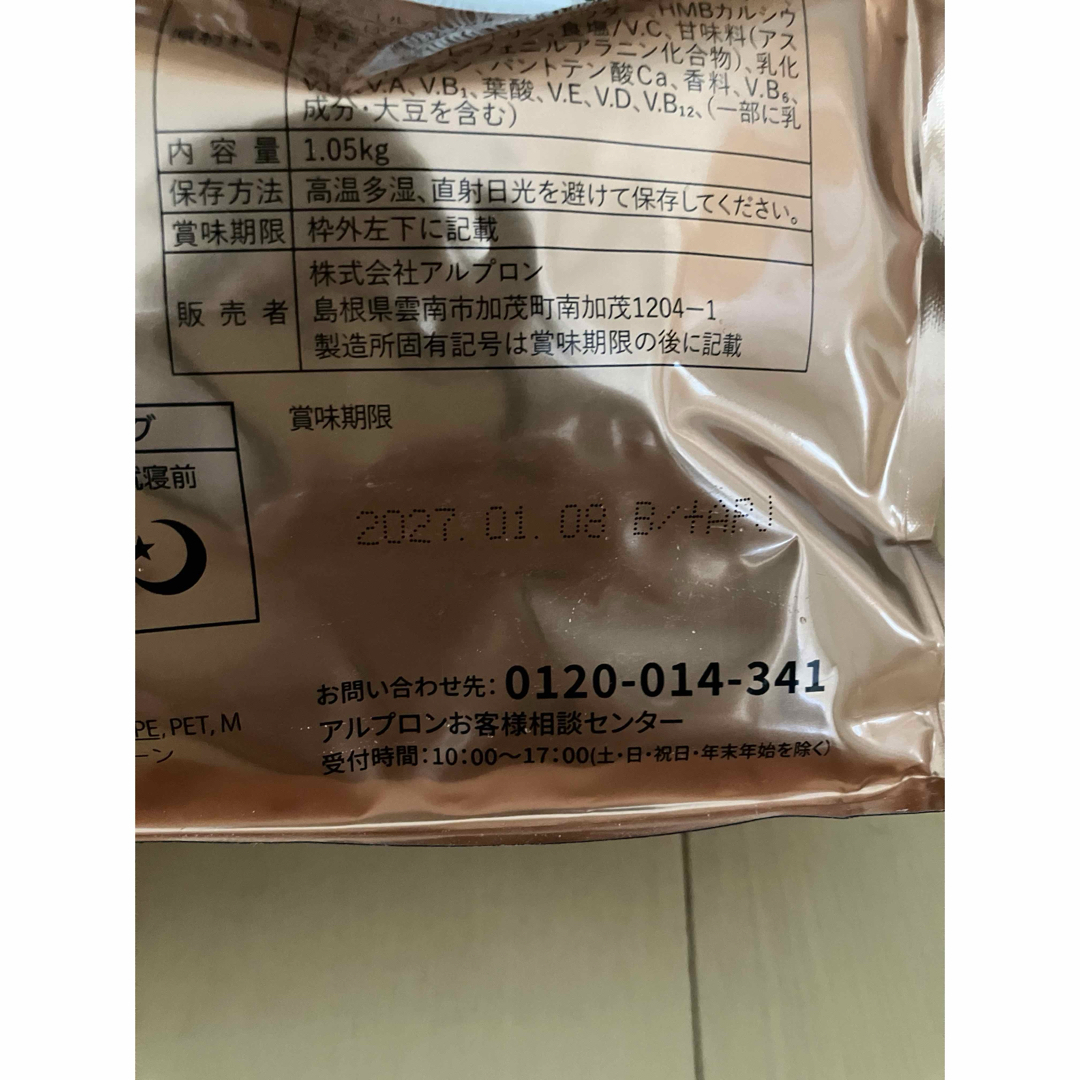 HMBカルシウ
食塩/V.C、甘味料(アス
フェニルアラニン化合物)、乳化
V.A、V.B₁、葉酸、V.E、V.D、V.B₁₂、(一部に乳
パントテン酸Ca、香料、V.B₆、
成分・大豆を含む)
内容量 1.05kg
保存方法 高温多湿、直射日光を避けて保存してください。
賞味期限 枠外左下に記載
株式会社アルプロン
販売者 島根県雲南市加茂町南加茂1204−1
製造所固有記号は賞味期限の後に記載
賞味期限
寝前
2027.01.08 B/tAPJ
お問い合わせ先:0120-014-341
アルプロンお客様相談センター
受付時間:10:00〜17:00(土・日・祝日・年末年始を除く)
PE, PET, M
ーン